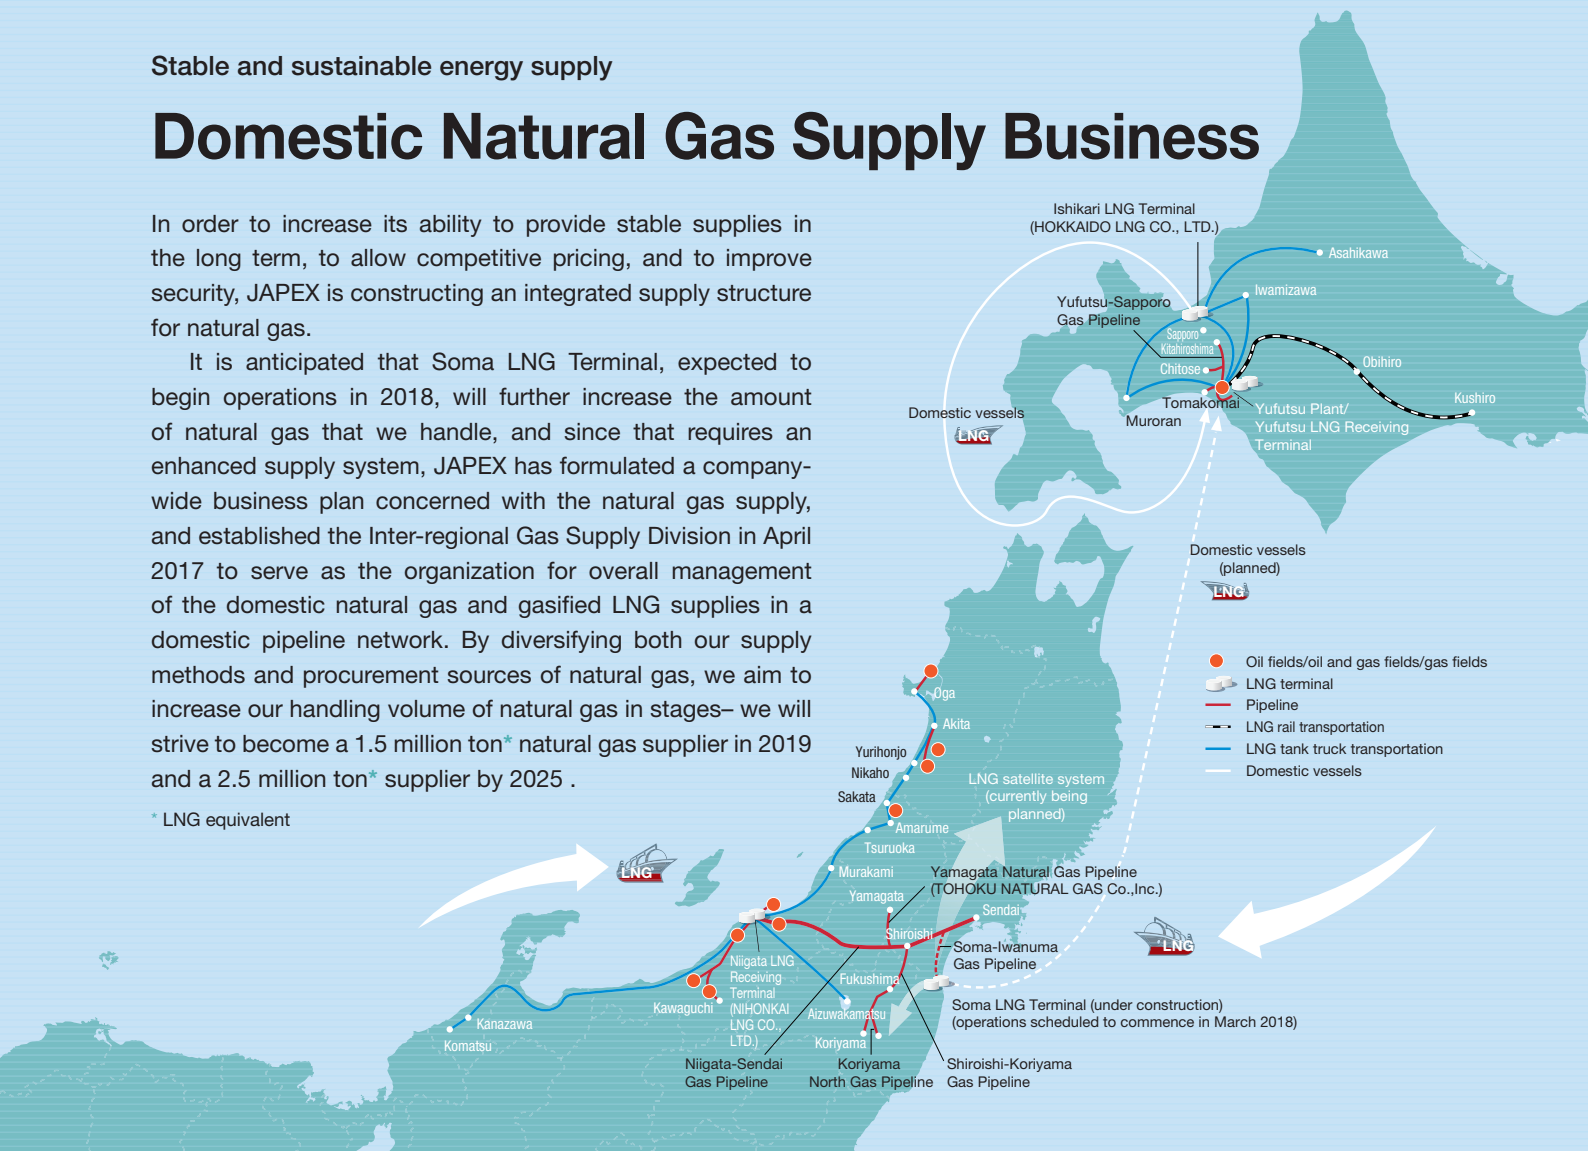 Stable and sustainable energy supply
Domestic Natural Gas Supply Business
In order to increase its ability to provide stable supplies in
the long term, to allow competitive pricing, and to improve
security, JAPEX is constructing an integrated supply structure
for natural gas.
It is anticipated that Soma LNG Terminal, expected to
begin operations in 2018, will further increase the amount
of natural gas that we handle, and since that requires an
enhanced supply system, JAPEX has formulated a company-
wide business plan concerned with the natural gas supply,
and established the Inter-regional Gas Supply Division in April
2017 to serve as the organization for overall management
of the domestic natural gas and gasified LNG supplies in a
domestic pipeline network. By diversifying both our supply
methods and procurement sources of natural gas, we aim to
increase our handling volume of natural gas in stages– we will
strive to become a 1.5 million ton* natural gas supplier in 2019
and a 2.5 million ton* supplier by 2025 .
* LNG equivalent
Ishikari LNG Terminal
(HOKKAIDO LNG CO., LTD.)
Asahikawa
Iwamizawa
Yufutsu-Sapporo
Gas Pipeline
Sapporo
Kitahiroshima
Chitose
Obihiro
Kushiro
Tomakomai
Muroran
Yufutsu Plant/
Yufutsu LNG Receiving
Terminal
Domestic vessels
LNG
Domestic vessels
(planned)
LNG
Oil fields/oil and gas fields/gas fields
LNG terminal
Pipeline
LNG rail transportation
LNG tank truck transportation
Domestic vessels
Oga
Akita
Yurihonjo
Nikaho
Sakata
Amarume
Tsuruoka
Murakami
LNG satellite system
(currently being
planned)
Yamagata Natural Gas Pipeline
(TOHOKU NATURAL GAS Co.,Inc.)
Yamagata
Sendai
Shiroishi
Soma-Iwanuma
Gas Pipeline
LNG
LNG
Niigata LNG
Receiving
Terminal
(NIHONKAI
LNG CO.,
LTD.)
Fukushima
Kawaguchi
Aizuwakamatsu
Koriyama
Soma LNG Terminal (under construction)
(operations scheduled to commence in March 2018)
Kanazawa
Komatsu
Niigata-Sendai
Gas Pipeline
Koriyama
North Gas Pipeline
Shiroishi-Koriyama
Gas Pipeline